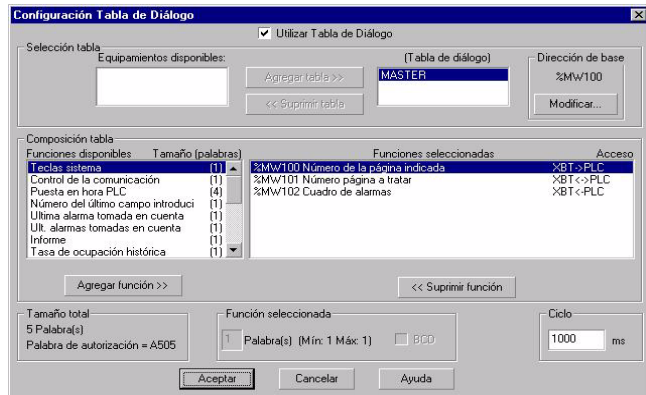 Configuración Tabla de Diálogo
Utilizar Tabla de Diálogo
Selección tabla
Equipamientos disponibles:
Agregar tabla >>
<< Suprimir tabla
(Tabla de diálogo)
MASTER
Dirección de base
%MW100
Modificar...
Composición tabla
Funciones disponibles Tamaño (palabras)
Teclas sistema (1)
Control de la comunicación (1)
Puesta en hora PLC (4)
Número del último campo introduci (1)
Ultima alarma tomada en cuenta (1)
Ult. alarmas tomadas en cuenta (1)
Informe (1)
Tasa de ocupación histórica (1)
Funciones seleccionadas Acceso
%MW100 Número de la página indicada XBT->PLC
%MW101 Número página a tratar XBT<->PLC
%MW102 Cuadro de alarmas XBT<-PLC
Agregar función >>
<< Suprimir función
Tamaño total
5 Palabra(s)
Palabra de autorización = A505
Función seleccionada
1 Palabra(s) (Mín: 1 Máx: 1) BCD
Ciclo
1000 ms
Aceptar Cancelar Ayuda